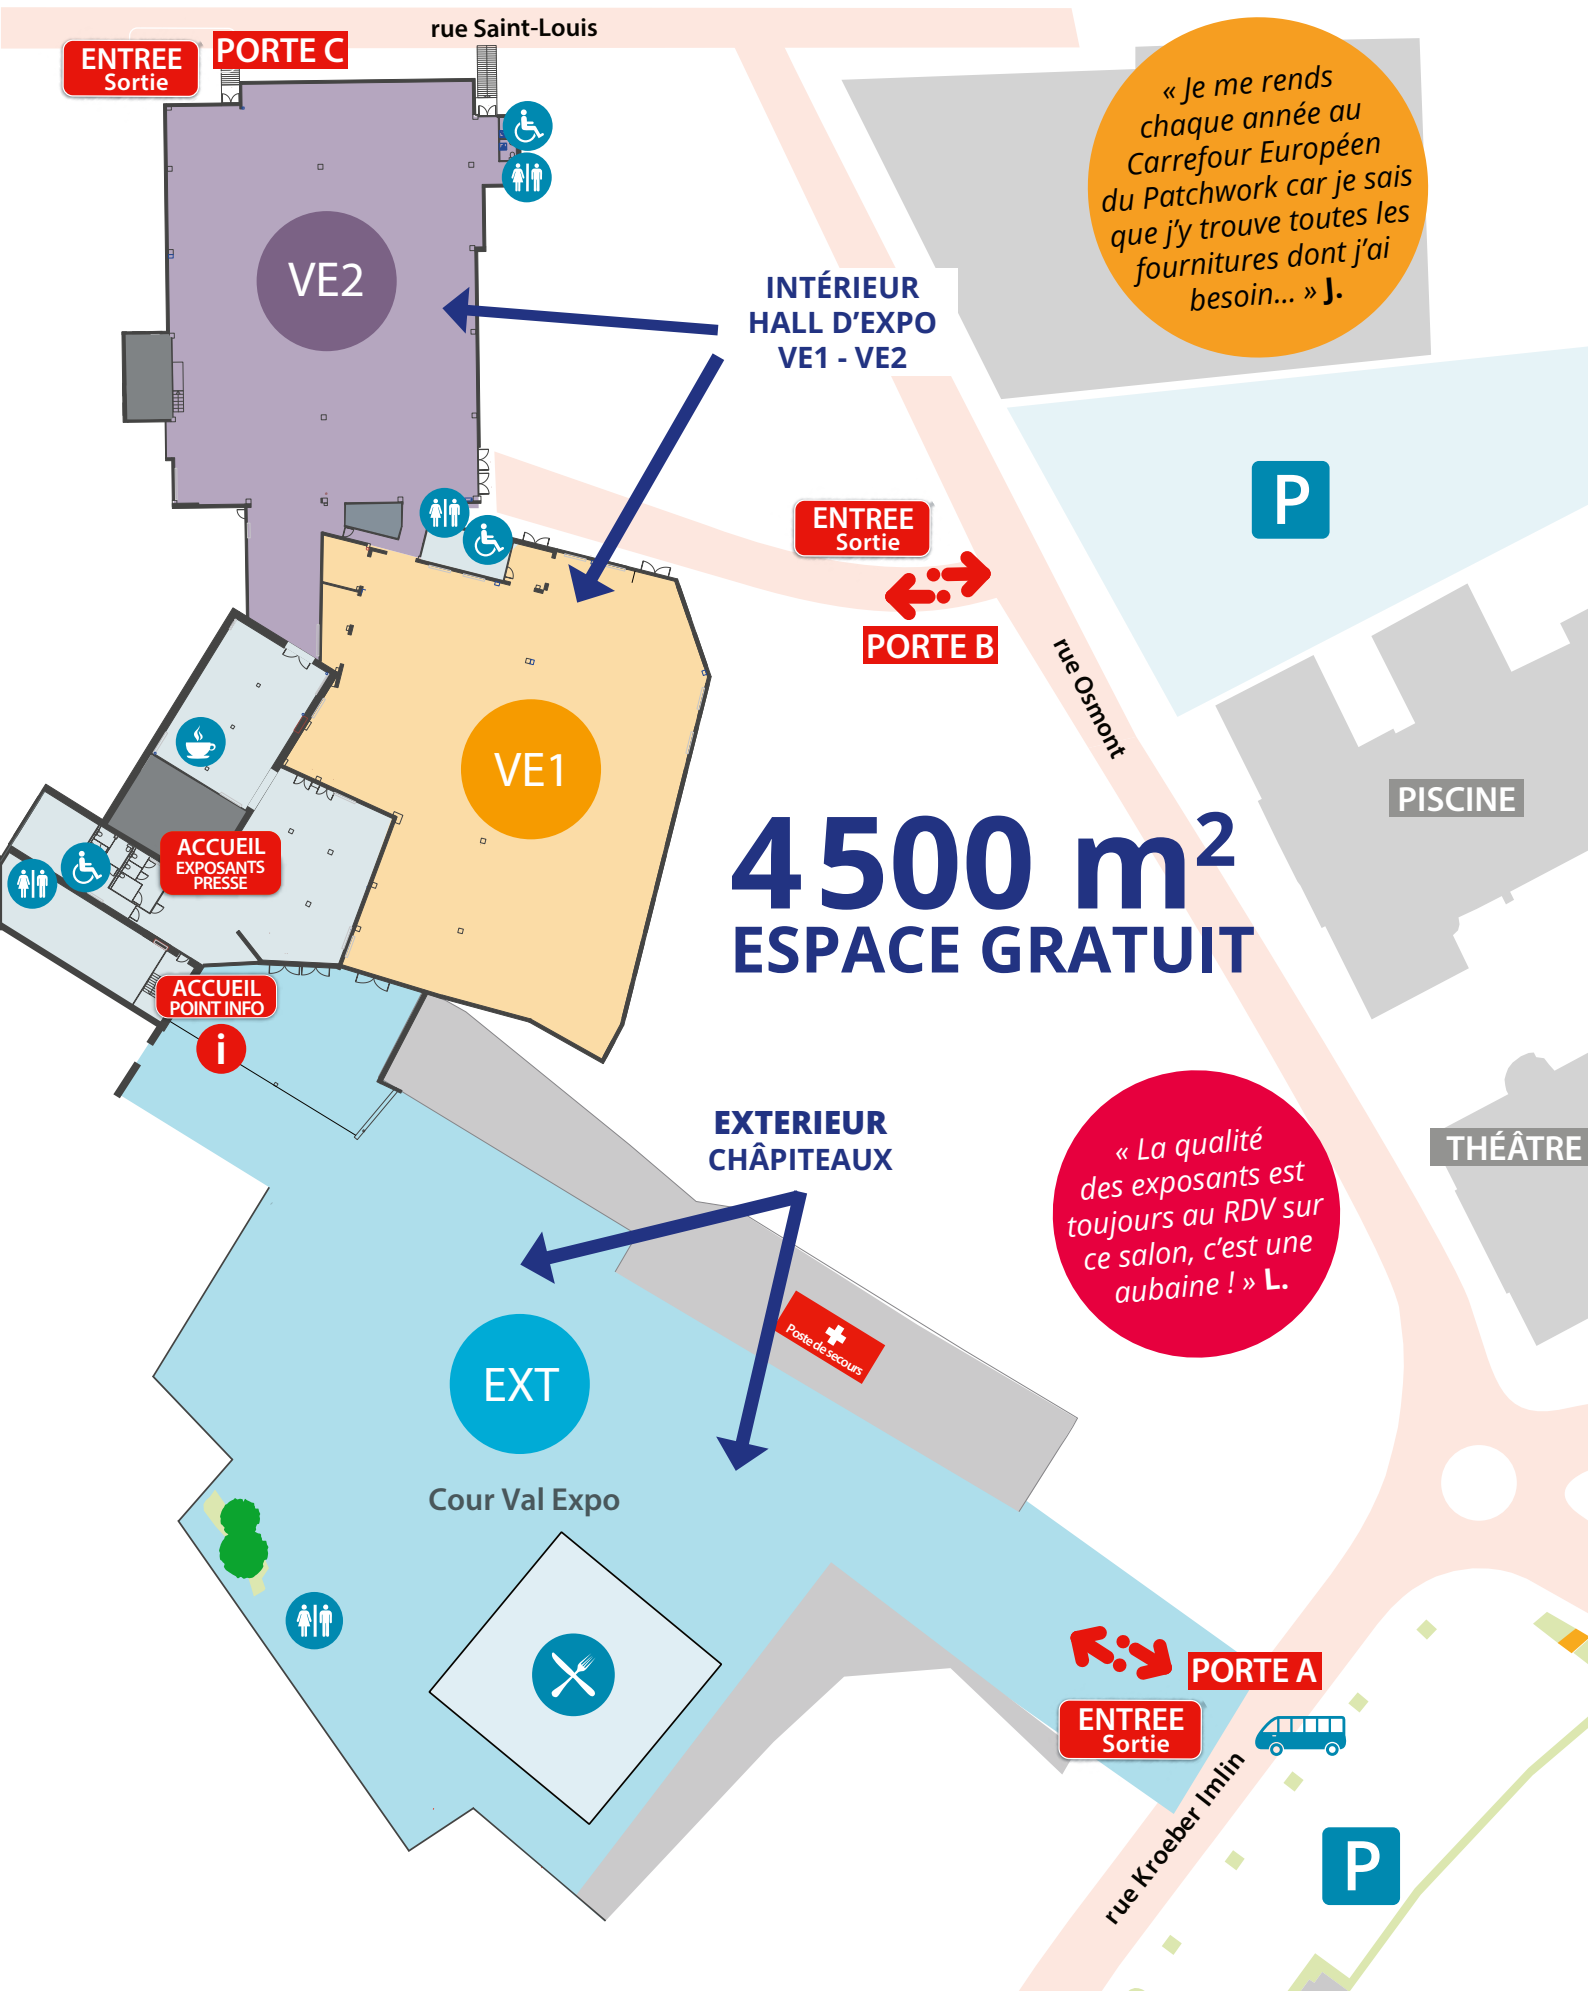 rue Saint-Louis
ENTREE
Sortie
PORTE C
« Je me rends
chaque année au
Carrefour Européen
du Patchwork car je sais
que j’y trouve toutes les
fournitures dont j’ai
besoin... » J.
VE2
INTÉRIEUR
HALL D’EXPO
VE1 - VE2
P
ENTREE
Sortie
PORTE B
rue Osmont
VE1
PISCINE
4500 m²
ESPACE GRATUIT
ACCUEIL
EXPOSANTS
PRESSE
ACCUEIL
POINT INFO
i
EXTERIEUR
CHÂPITEAUX
« La qualité
des exposants est
toujours au RDV sur
ce salon, c’est une
aubaine ! » L.
THÉÂTRE
Poste de secours
EXT
Cour Val Expo
PORTE A
ENTREE
Sortie
rue Kroeber Imlin
P